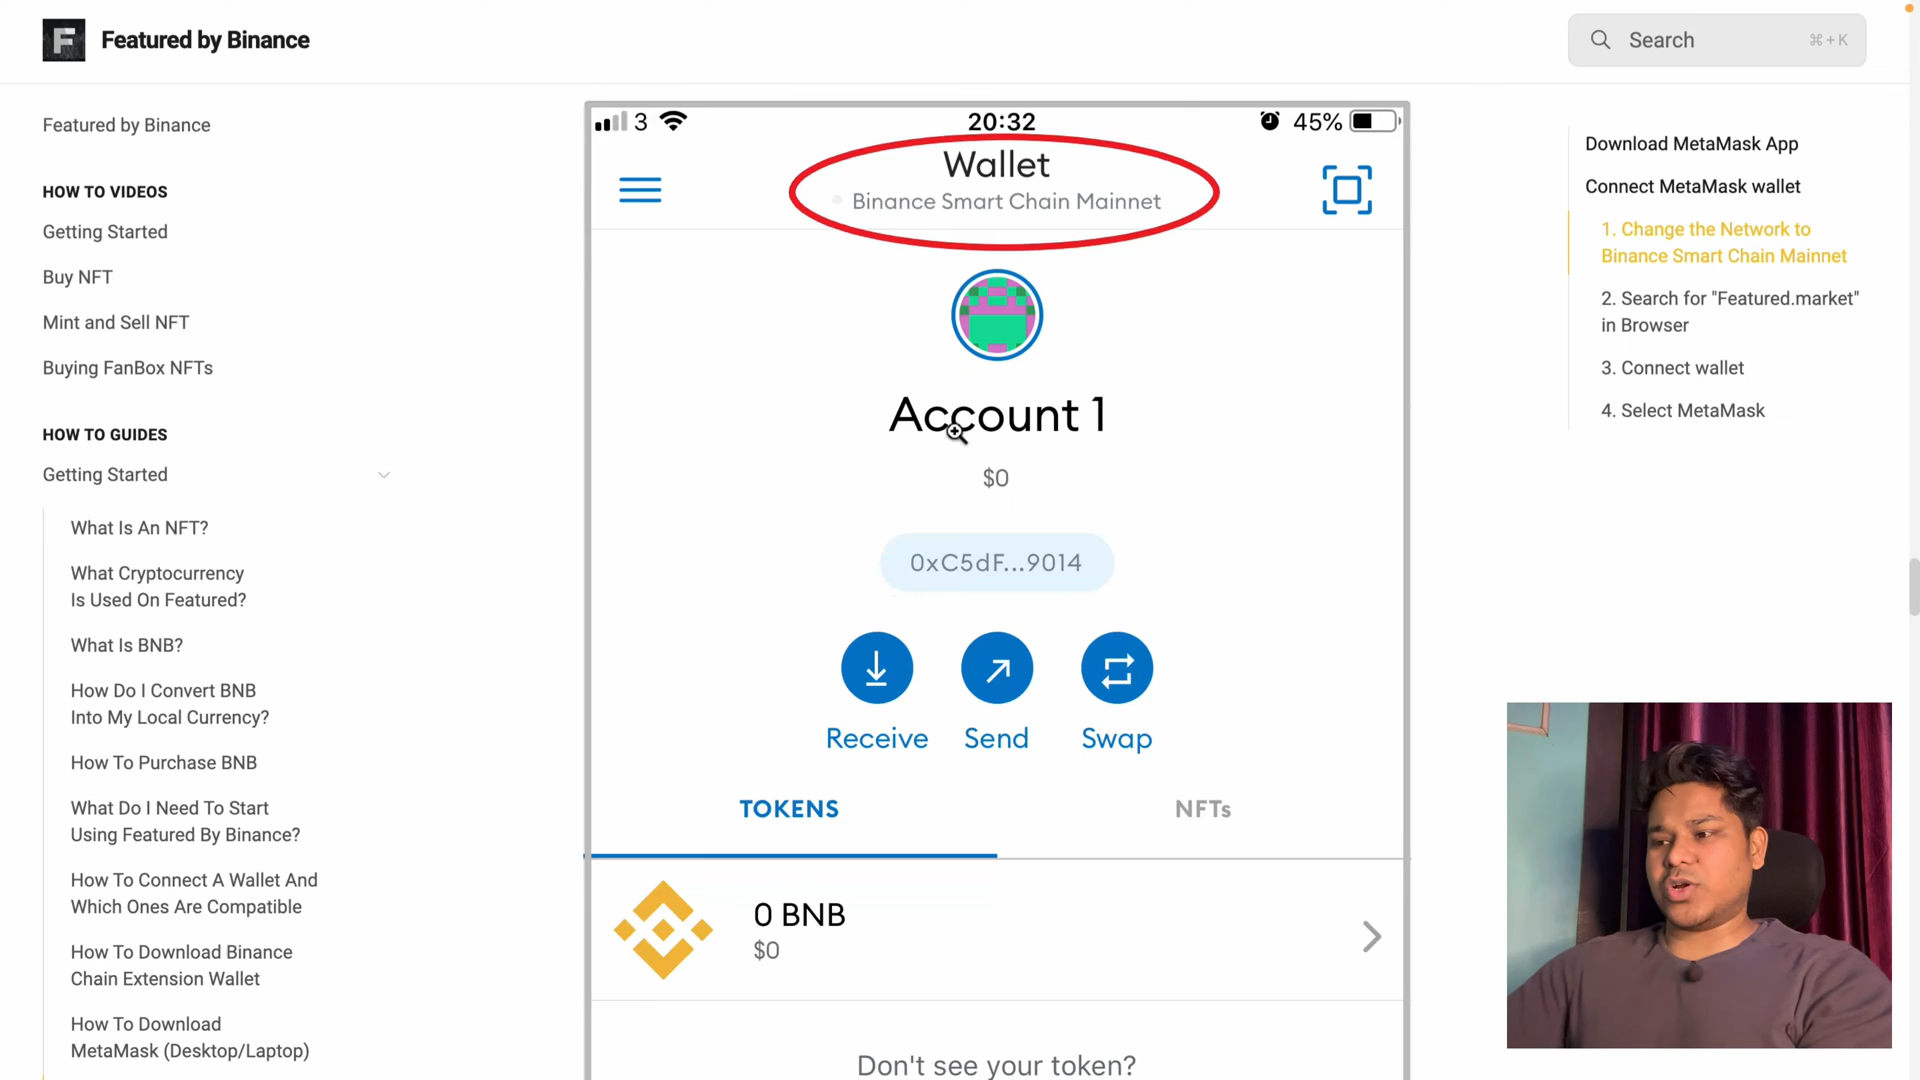 F Featured by Binance
Search
⌘+K
Featured by Binance
HOW TO VIDEOS
Getting Started
Buy NFT
Mint and Sell NFT
Buying FanBox NFTs
HOW TO GUIDES
Getting Started
What Is An NFT?
What Cryptocurrency
Is Used On Featured?
What Is BNB?
How Do I Convert BNB
Into My Local Currency?
How To Purchase BNB
What Do I Need To Start
Using Featured By Binance?
How To Connect A Wallet And
Which Ones Are Compatible
How To Download Binance
Chain Extension Wallet
How To Download
MetaMask (Desktop/Laptop)
3
20:32
45%
Wallet
Binance Smart Chain Mainnet
Account 1
$0
0xC5dF...9014
Receive
Send
Swap
TOKENS
NFTs
0 BNB
$0
Don't see your token?
Download MetaMask App
Connect MetaMask wallet
1. Change the Network to
Binance Smart Chain Mainnet
2. Search for "Featured.market"
in Browser
3. Connect wallet
4. Select MetaMask